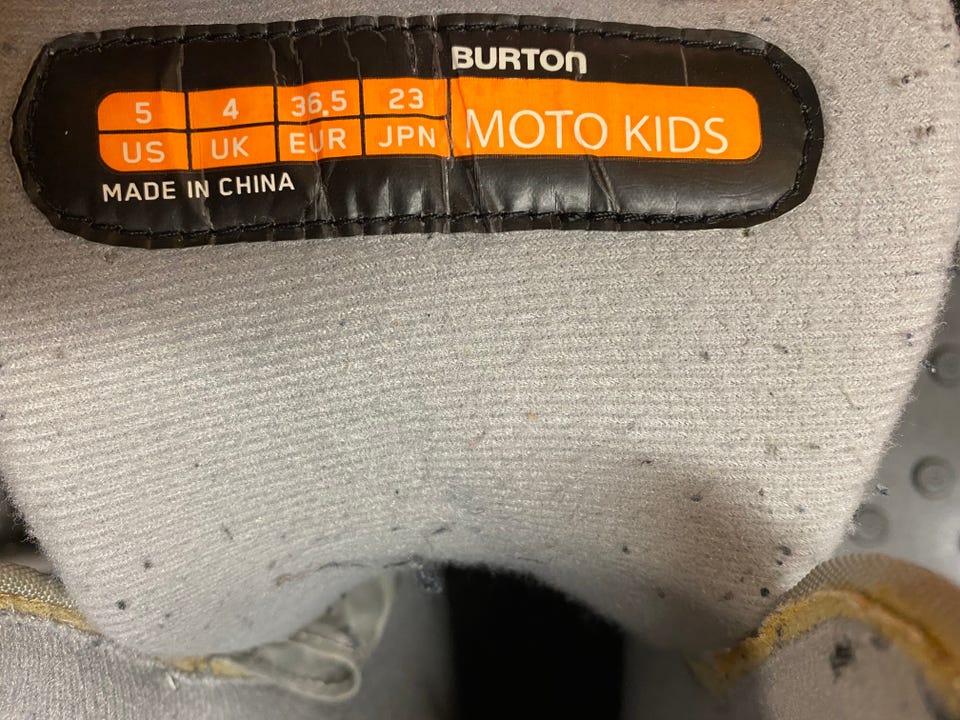 BURTON
5 4 36,5 23
US UK EUR JPN
MOTO KIDS
MADE IN CHINA